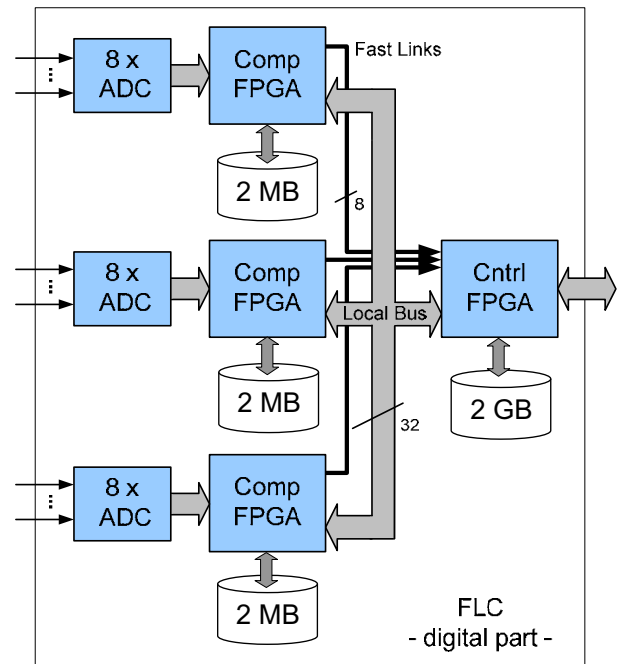 8 x
ADC
...
Comp
FPGA
Fast Links
2 MB
8
8 x
ADC
...
Comp
FPGA
Cntrl
FPGA
Local Bus
2 MB
2 GB
32
8 x
ADC
...
Comp
FPGA
2 MB
FLC
- digital part -